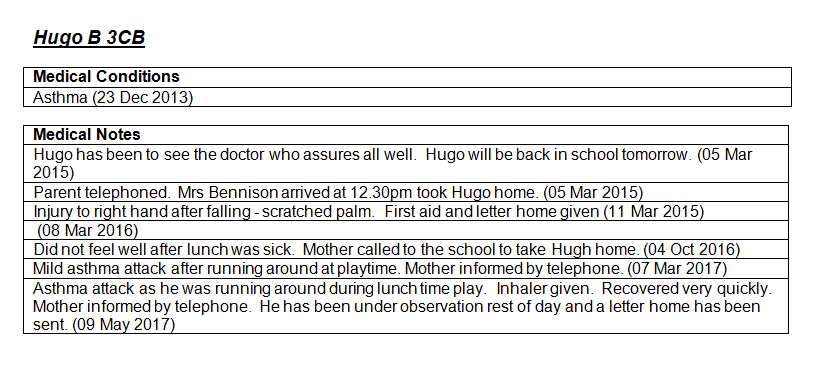 Hugo B 3CB
Medical Conditions
Asthma (23 Dec 2013)
Medical Notes
Hugo has been to see the doctor who assures all well.  Hugo will be back in school tomorrow. (05 Mar
2015)
Parent telephoned. Mrs Bennison arrived at 12.30pm took Hugo home. (05 Mar 2015)
Injury to right hand after falling - scratched palm.  First aid and letter home given (11 Mar 2015)
(08 Mar 2016)
Did not feel well after lunch was sick.  Mother called to the school to take Hugh home. (04 Oct 2016)
Mild asthma attack after running around at playtime. Mother informed by telephone. (07 Mar 2017)
Asthma attack as he was running around during lunch time play.  Inhaler given.  Recovered very quickly.
Mother informed by telephone.  He has been under observation rest of day and a letter home has been
sent. (09 May 2017)